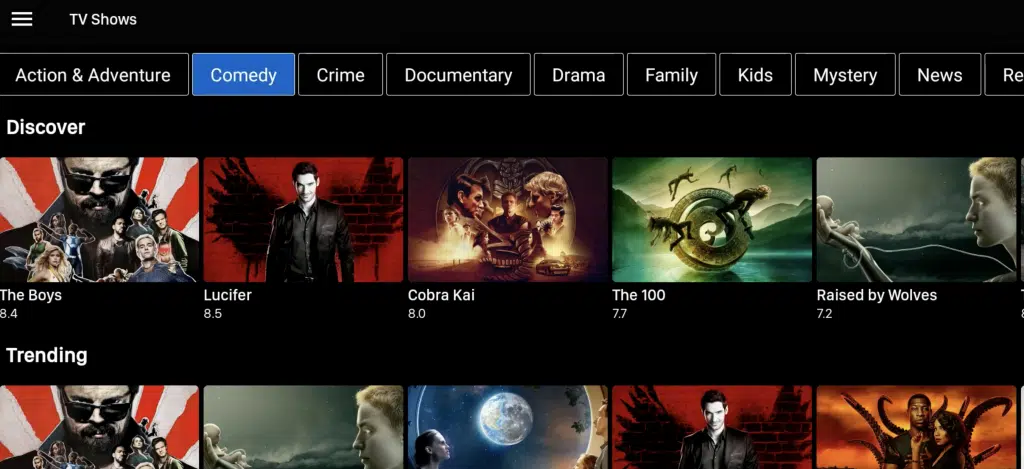 TV Shows
Action & Adventure Comedy Crime Documentary Drama Family Kids Mystery News Re
Discover
The Boys Lucifer Cobra Kai The 100 Raised by Wolves
8.4 8.5 8.0 7.7 7.2
Trending